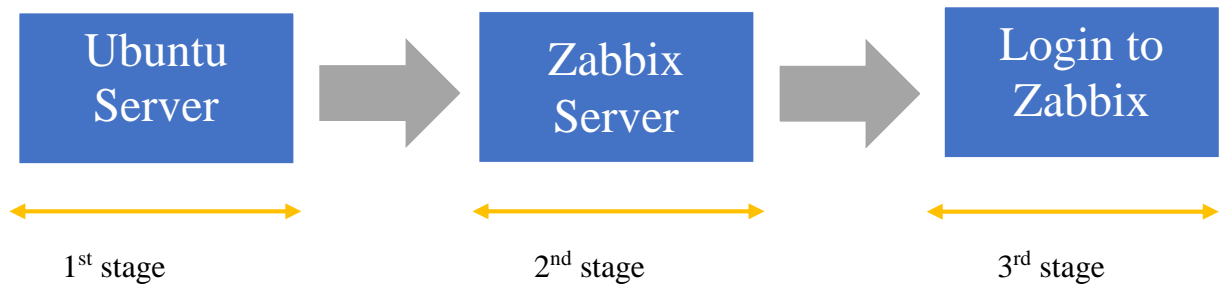 Ubuntu
Server
Zabbix
Server
Login to
Zabbix
1st stage
2nd stage
3rd stage